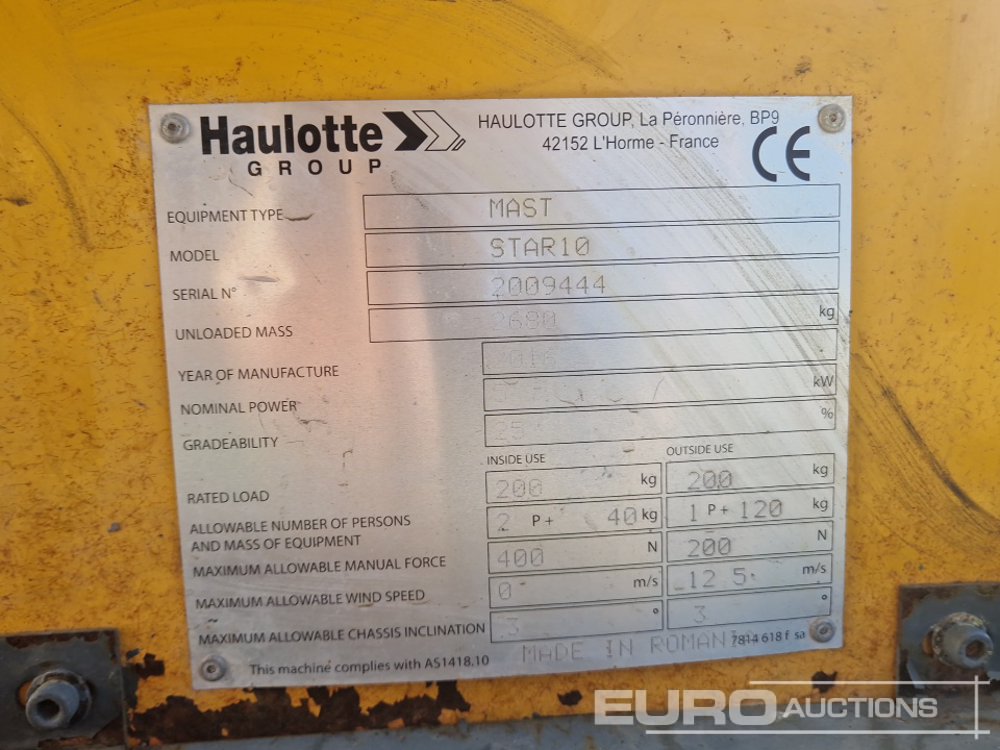 Haulotte
GROUP
HAULOTTE GROUP, La Péronnière, BP9
42152 L'Horme - France
CE
EQUIPMENT TYPE MAST
MODEL STAR10
SERIAL N° 2009444
UNLOADED MASS 2680 kg
YEAR OF MANUFACTURE 2016
NOMINAL POWER kW
GRADEABILITY 25 %
INSIDE USE OUTSIDE USE
RATED LOAD 200 kg 200 kg
ALLOWABLE NUMBER OF PERSONS
AND MASS OF EQUIPMENT 2 P+ 40 kg 1 P+ 120 kg
MAXIMUM ALLOWABLE MANUAL FORCE 400 N 200 N
MAXIMUM ALLOWABLE WIND SPEED 0 m/s 12.5 m/s
MAXIMUM ALLOWABLE CHASSIS INCLINATION 3 ° 3 °
This machine complies with AS1418.10 MADE IN 7814 618 f sa
EURO AUCTIONS